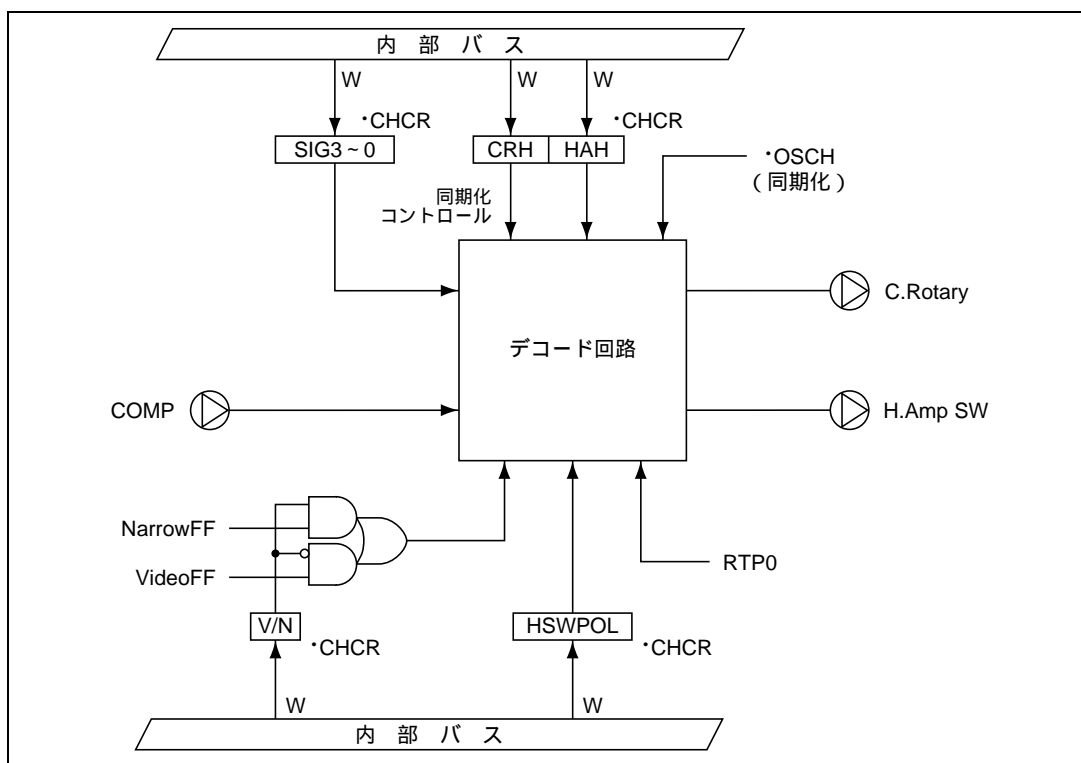 内 部 バ ス
W
W
W
・CHCR
・CHCR
SIG3~0
CRH
HAH
・OSCH
(同期化)
同期化
コントロール
C.Rotary
デコード回路
COMP
H.Amp SW
NarrowFF
VideoFF
RTP0
V/N
HSWPOL
・CHCR
・CHCR
W
W
内 部 バ ス